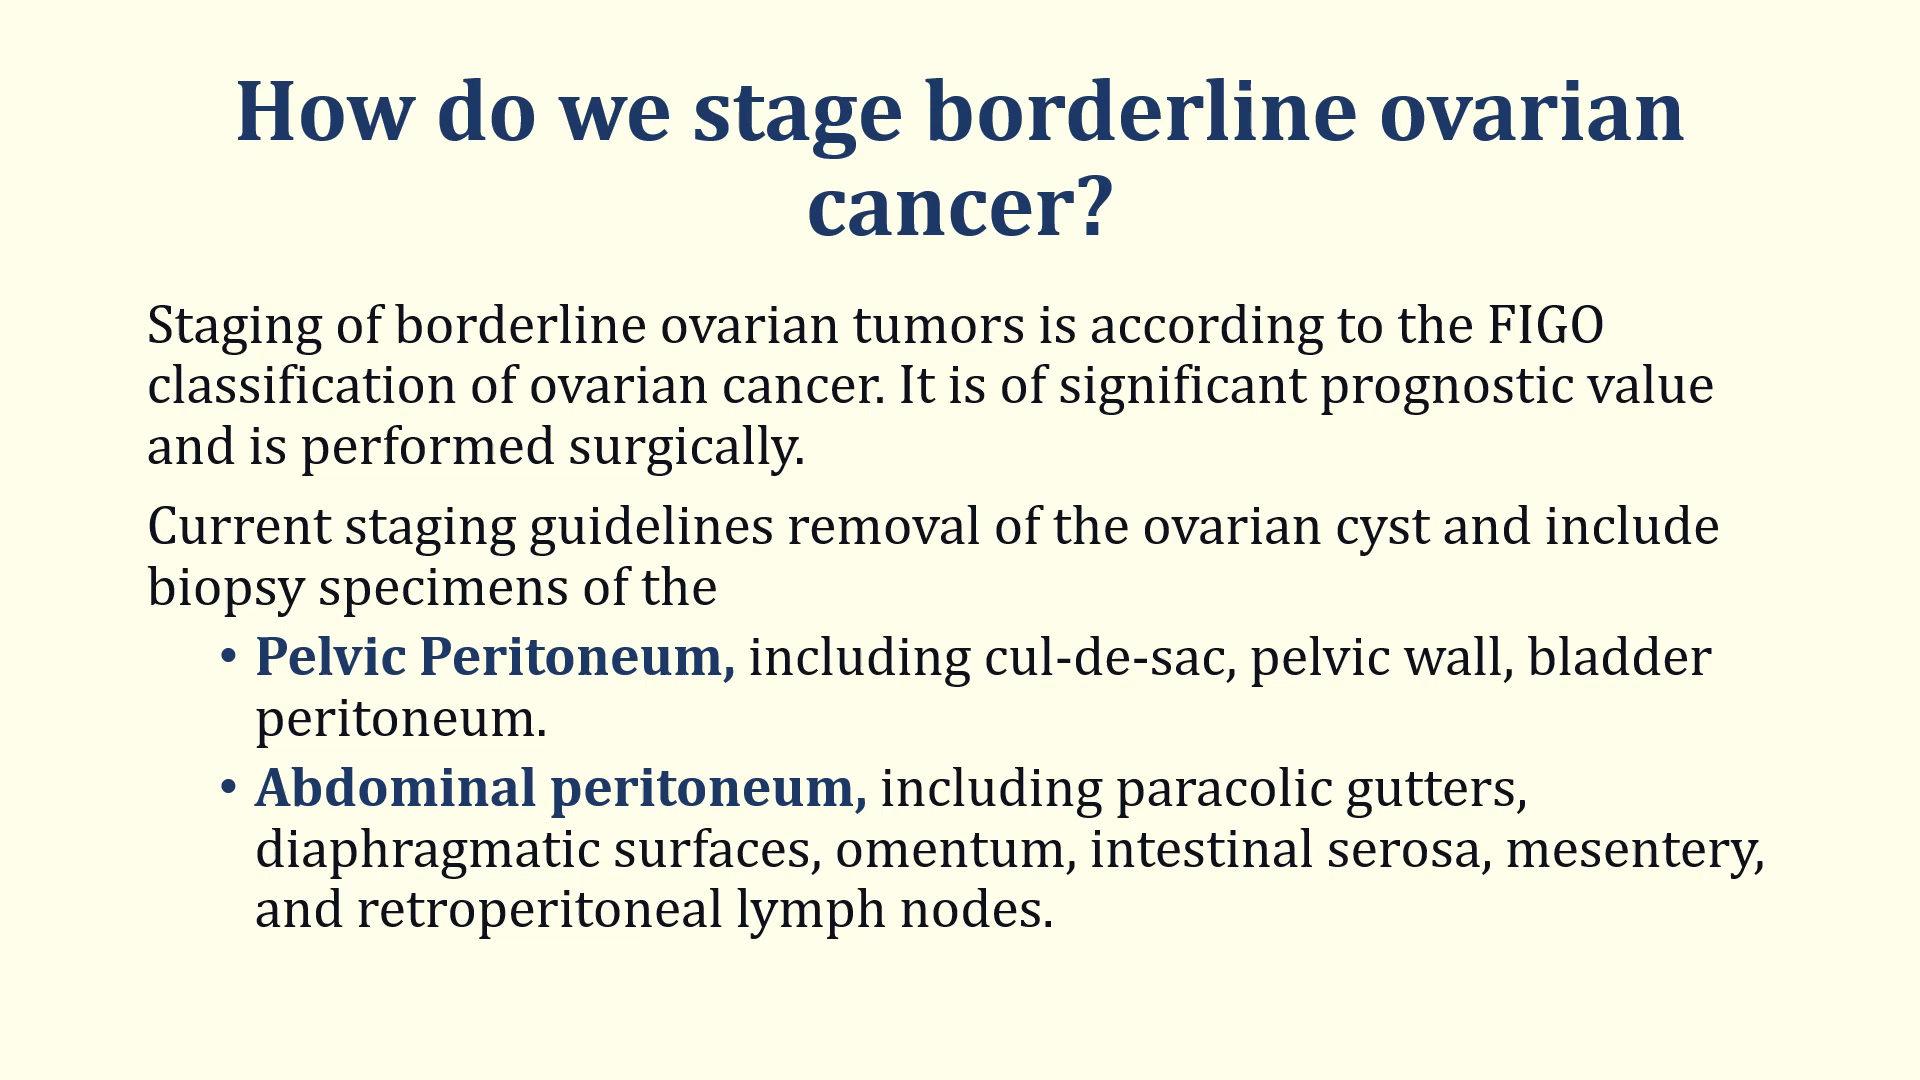 How do we stage borderline ovarian
cancer?
Staging of borderline ovarian tumors is according to the FIGO
classification of ovarian cancer. It is of significant prognostic value
and is performed surgically.
Current staging guidelines removal of the ovarian cyst and include
biopsy specimens of the
• Pelvic Peritoneum, including cul-de-sac, pelvic wall, bladder
peritoneum.
• Abdominal peritoneum, including paracolic gutters,
diaphragmatic surfaces, omentum, intestinal serosa, mesentery,
and retroperitoneal lymph nodes.